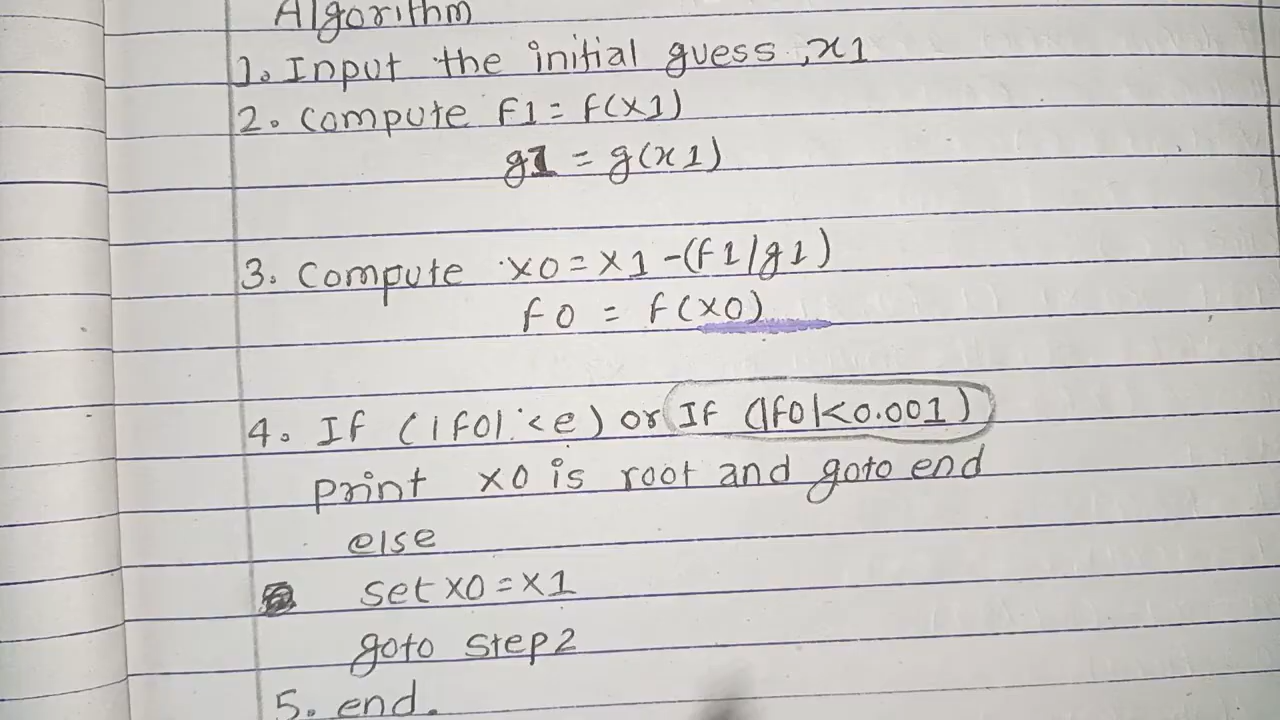 Algorithm
1. Input the initial guess, x1
2. Compute F1 = f(x1)
g1 = g(x1)
3. Compute x0 = x1 - (f1/g1)
f0 = f(x0)
4. If (|f0| < e) or If (|f0|<0.001)
print x0 is root and goto end
else
set x0 = x1
goto step2
5. end.